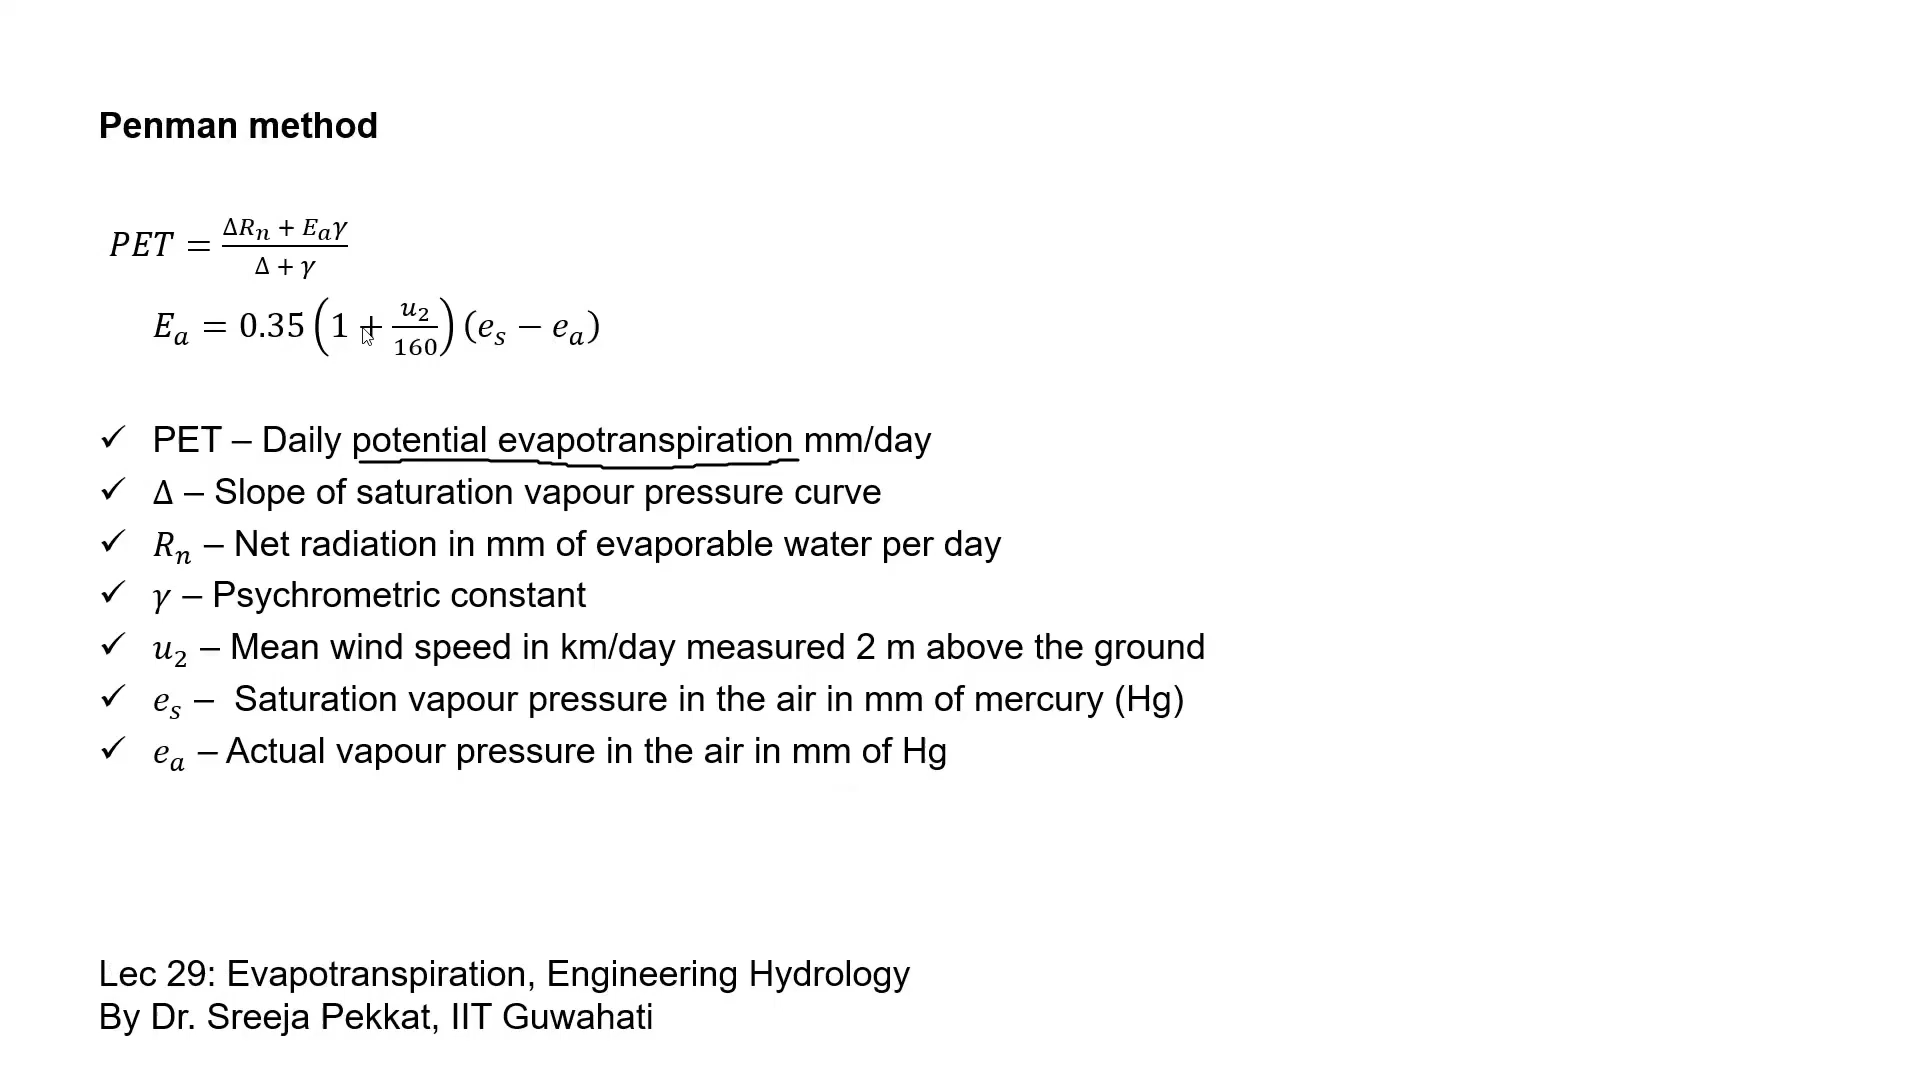 Penman method
PET = (ΔRₙ + Eₐγ) / (Δ + γ)
Eₐ = 0.35 (1 + u₂/160) (eₛ − eₐ)
✓ PET – Daily potential evapotranspiration mm/day
✓ Δ – Slope of saturation vapour pressure curve
✓ Rₙ – Net radiation in mm of evaporable water per day
✓ γ – Psychrometric constant
✓ u₂ – Mean wind speed in km/day measured 2 m above the ground
✓ eₛ – Saturation vapour pressure in the air in mm of mercury (Hg)
✓ eₐ – Actual vapour pressure in the air in mm of Hg
Lec 29: Evapotranspiration, Engineering Hydrology
By Dr. Sreeja Pekkat, IIT Guwahati